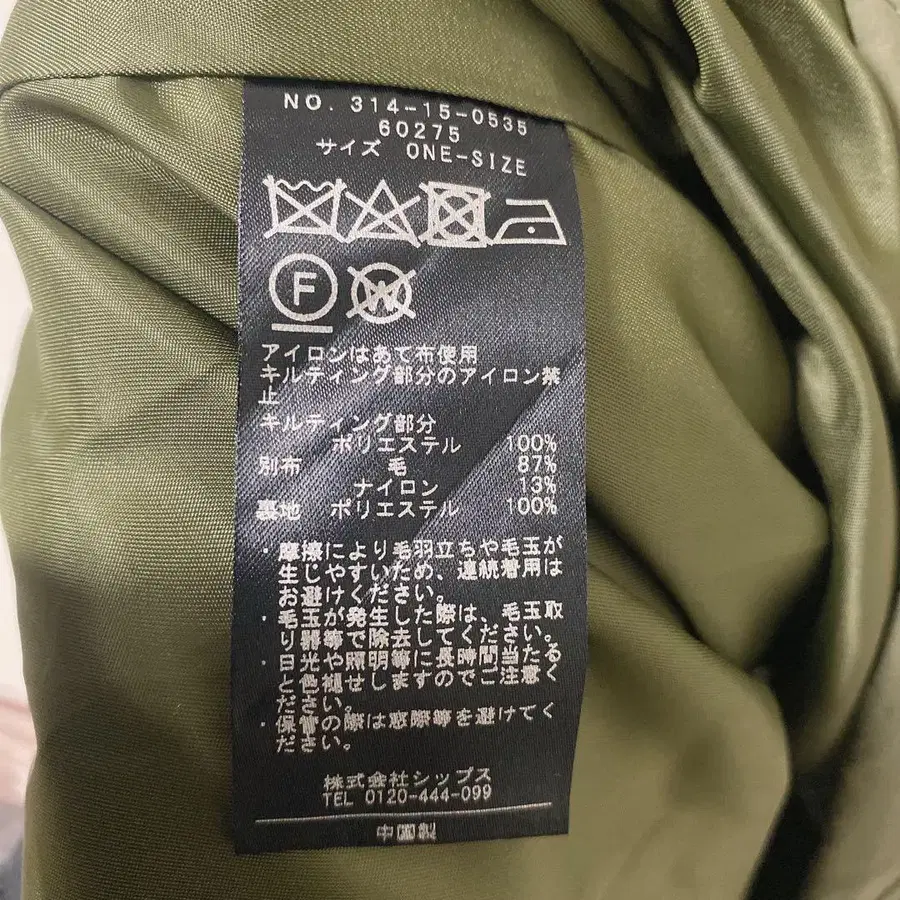 NO. 314-15-0535
60275
サイズ ONE-SIZE
F W
アイロンはあて布使用
キルティング部分のアイロン禁
止
キルティング部分
ポリエステル 100%
別布 毛 87%
ナイロン 13%
裏地 ポリエステル 100%
・摩擦により毛羽立ちや毛玉が
生じやすいため、連続着用は
お避けください。
・毛玉が発生した際は、毛玉取
り器等で除去してください。
・日光や照明等に長時間当たる
と色褪せしますのでご注意く
ださい。
・保管の際は窓際等を避けてく
ださい。
株式会社シップス
TEL 0120-444-099
中国製